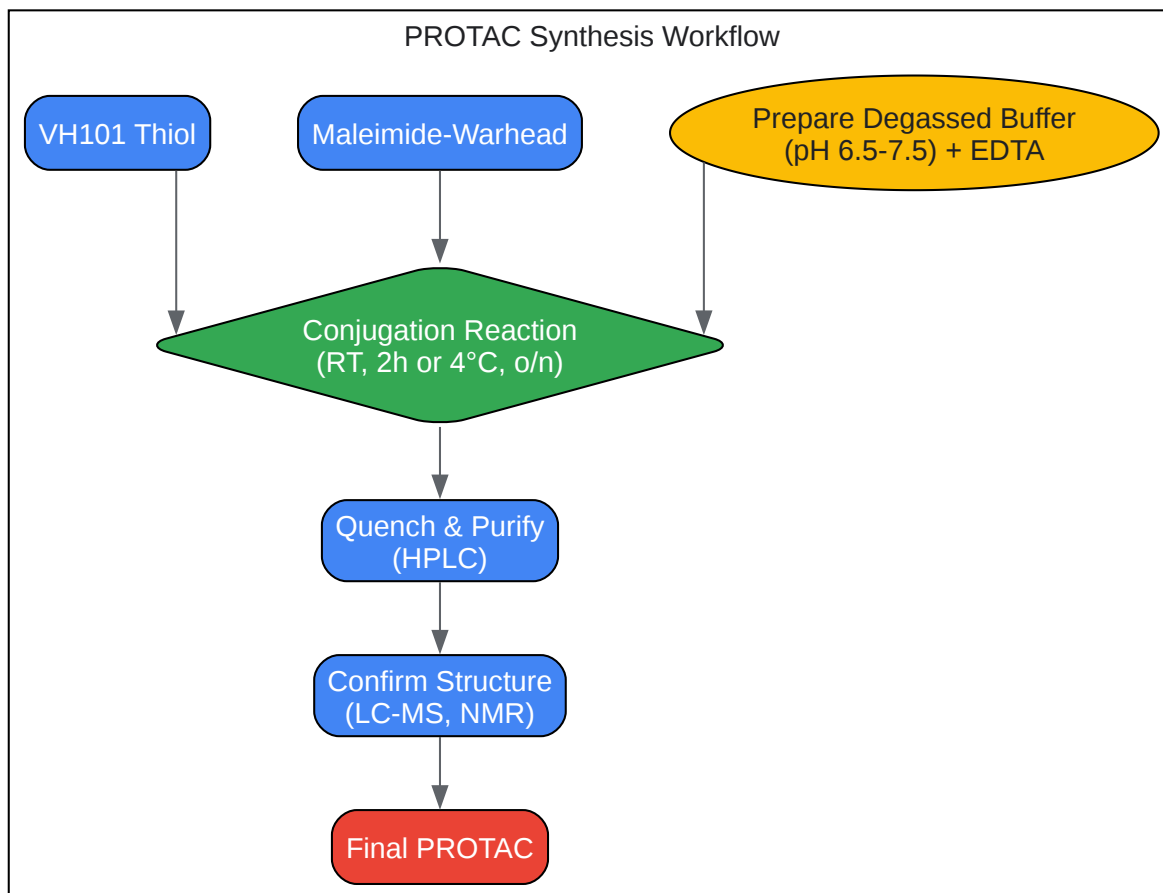 PROTAC Synthesis Workflow
VH101 Thiol
Maleimide-Warhead
Prepare Degassed Buffer
(pH 6.5-7.5) + EDTA
Conjugation Reaction
(RT, 2h or 4°C, o/n)
Quench & Purify
(HPLC)
Confirm Structure
(LC-MS, NMR)
Final PROTAC